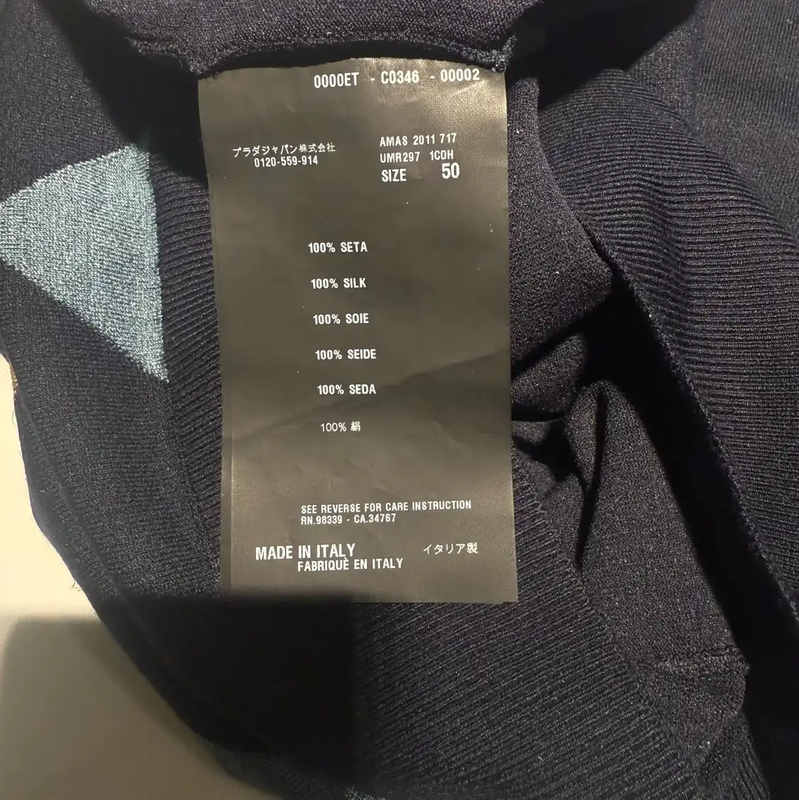 0000ET - C0346 - 00002
プラダジャパン株式会社
0120-559-914
AMAS 2011 717
UMR297 1COH
SIZE 50
100% SETA
100% SILK
100% SOIE
100% SEIDE
100% SEDA
100% 絹
SEE REVERSE FOR CARE INSTRUCTION
RN.98339 - CA.34767
MADE IN ITALY イタリア製
FABRIQUÈ EN ITALY